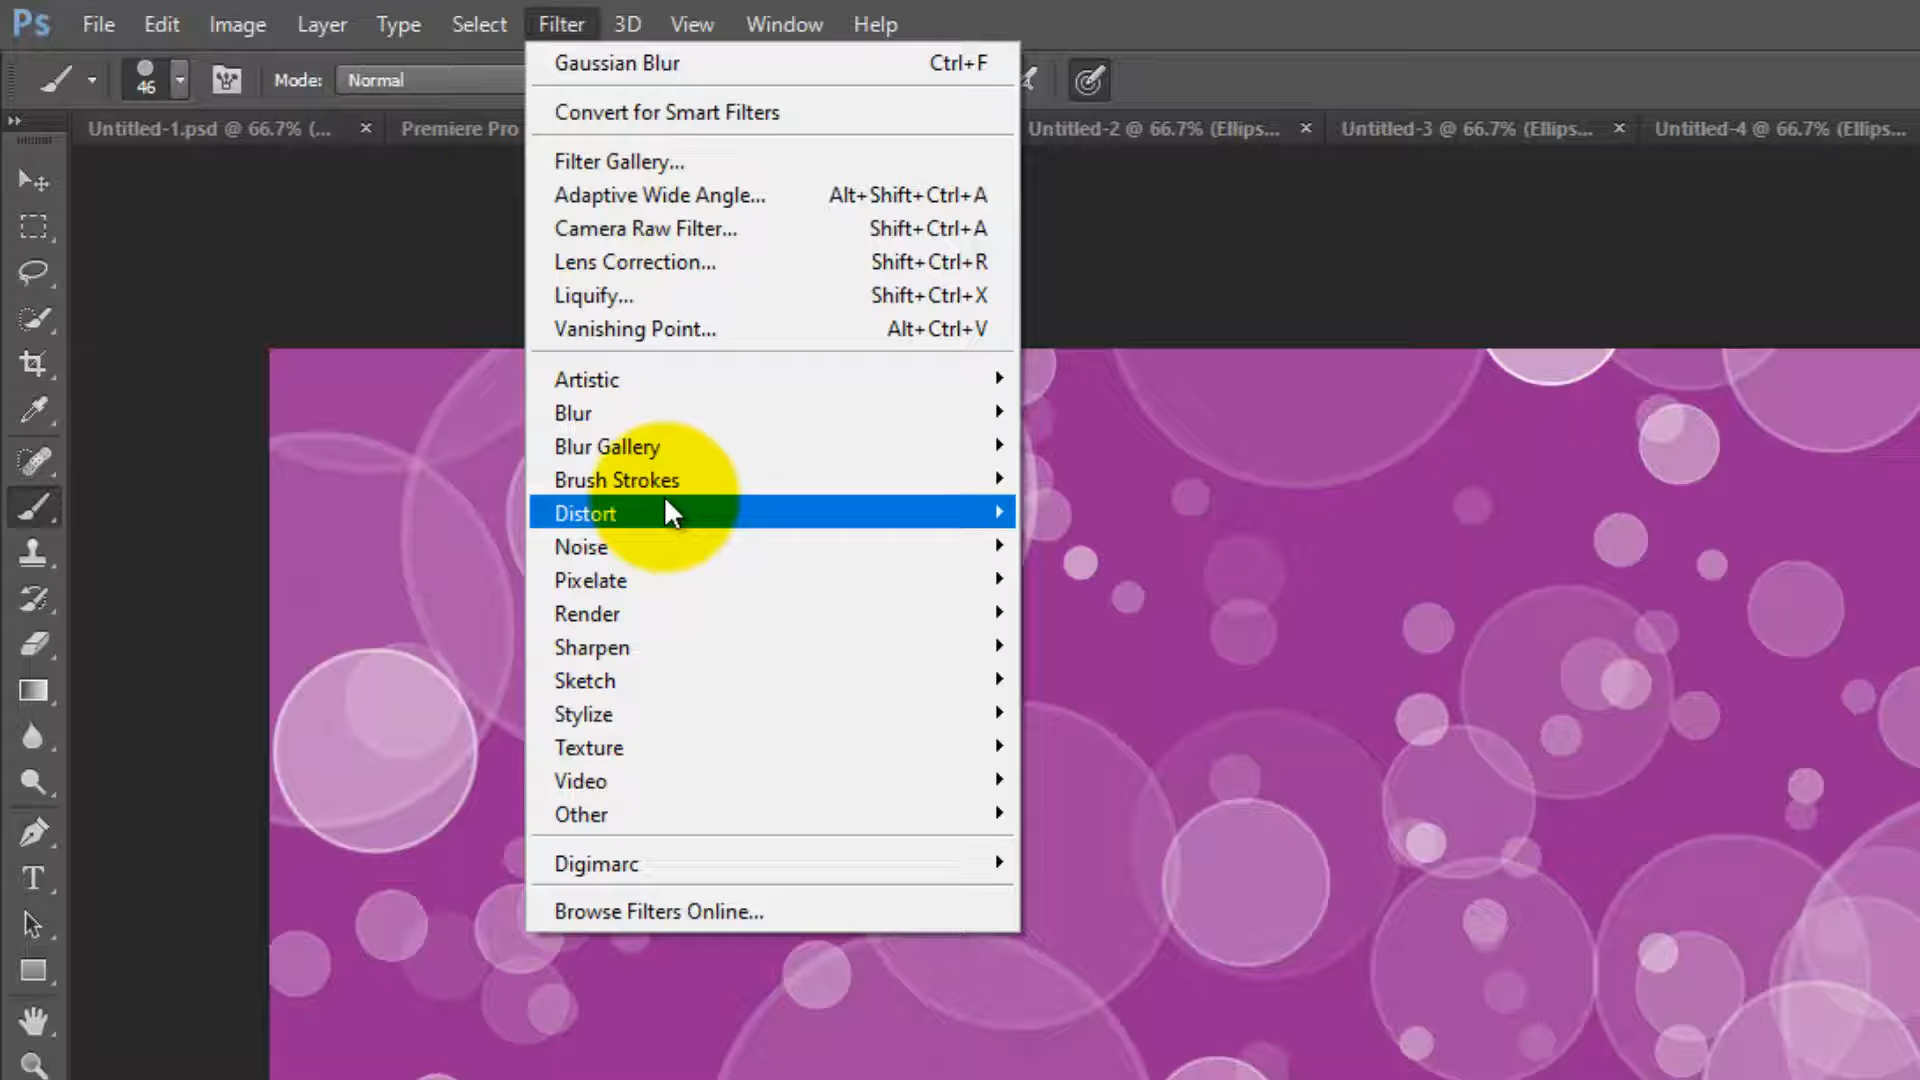 Ps File Edit Image Layer Type Select Filter 3D View Window Help
46 Mode: Normal
Untitled-1.psd @ 66.7% (... × Premiere Pro Untitled-2 @ 66.7% (Ellips... × Untitled-3 @ 66.7% (Ellips... × Untitled-4 @ 66.7% (Ellips...
Gaussian Blur Ctrl+F
Convert for Smart Filters
Filter Gallery...
Adaptive Wide Angle... Alt+Shift+Ctrl+A
Camera Raw Filter... Shift+Ctrl+A
Lens Correction... Shift+Ctrl+R
Liquify... Shift+Ctrl+X
Vanishing Point... Alt+Ctrl+V
Artistic
Blur
Blur Gallery
Brush Strokes
Distort
Noise
Pixelate
Render
Sharpen
Sketch
Stylize
Texture
Video
Other
Digimarc
Browse Filters Online...